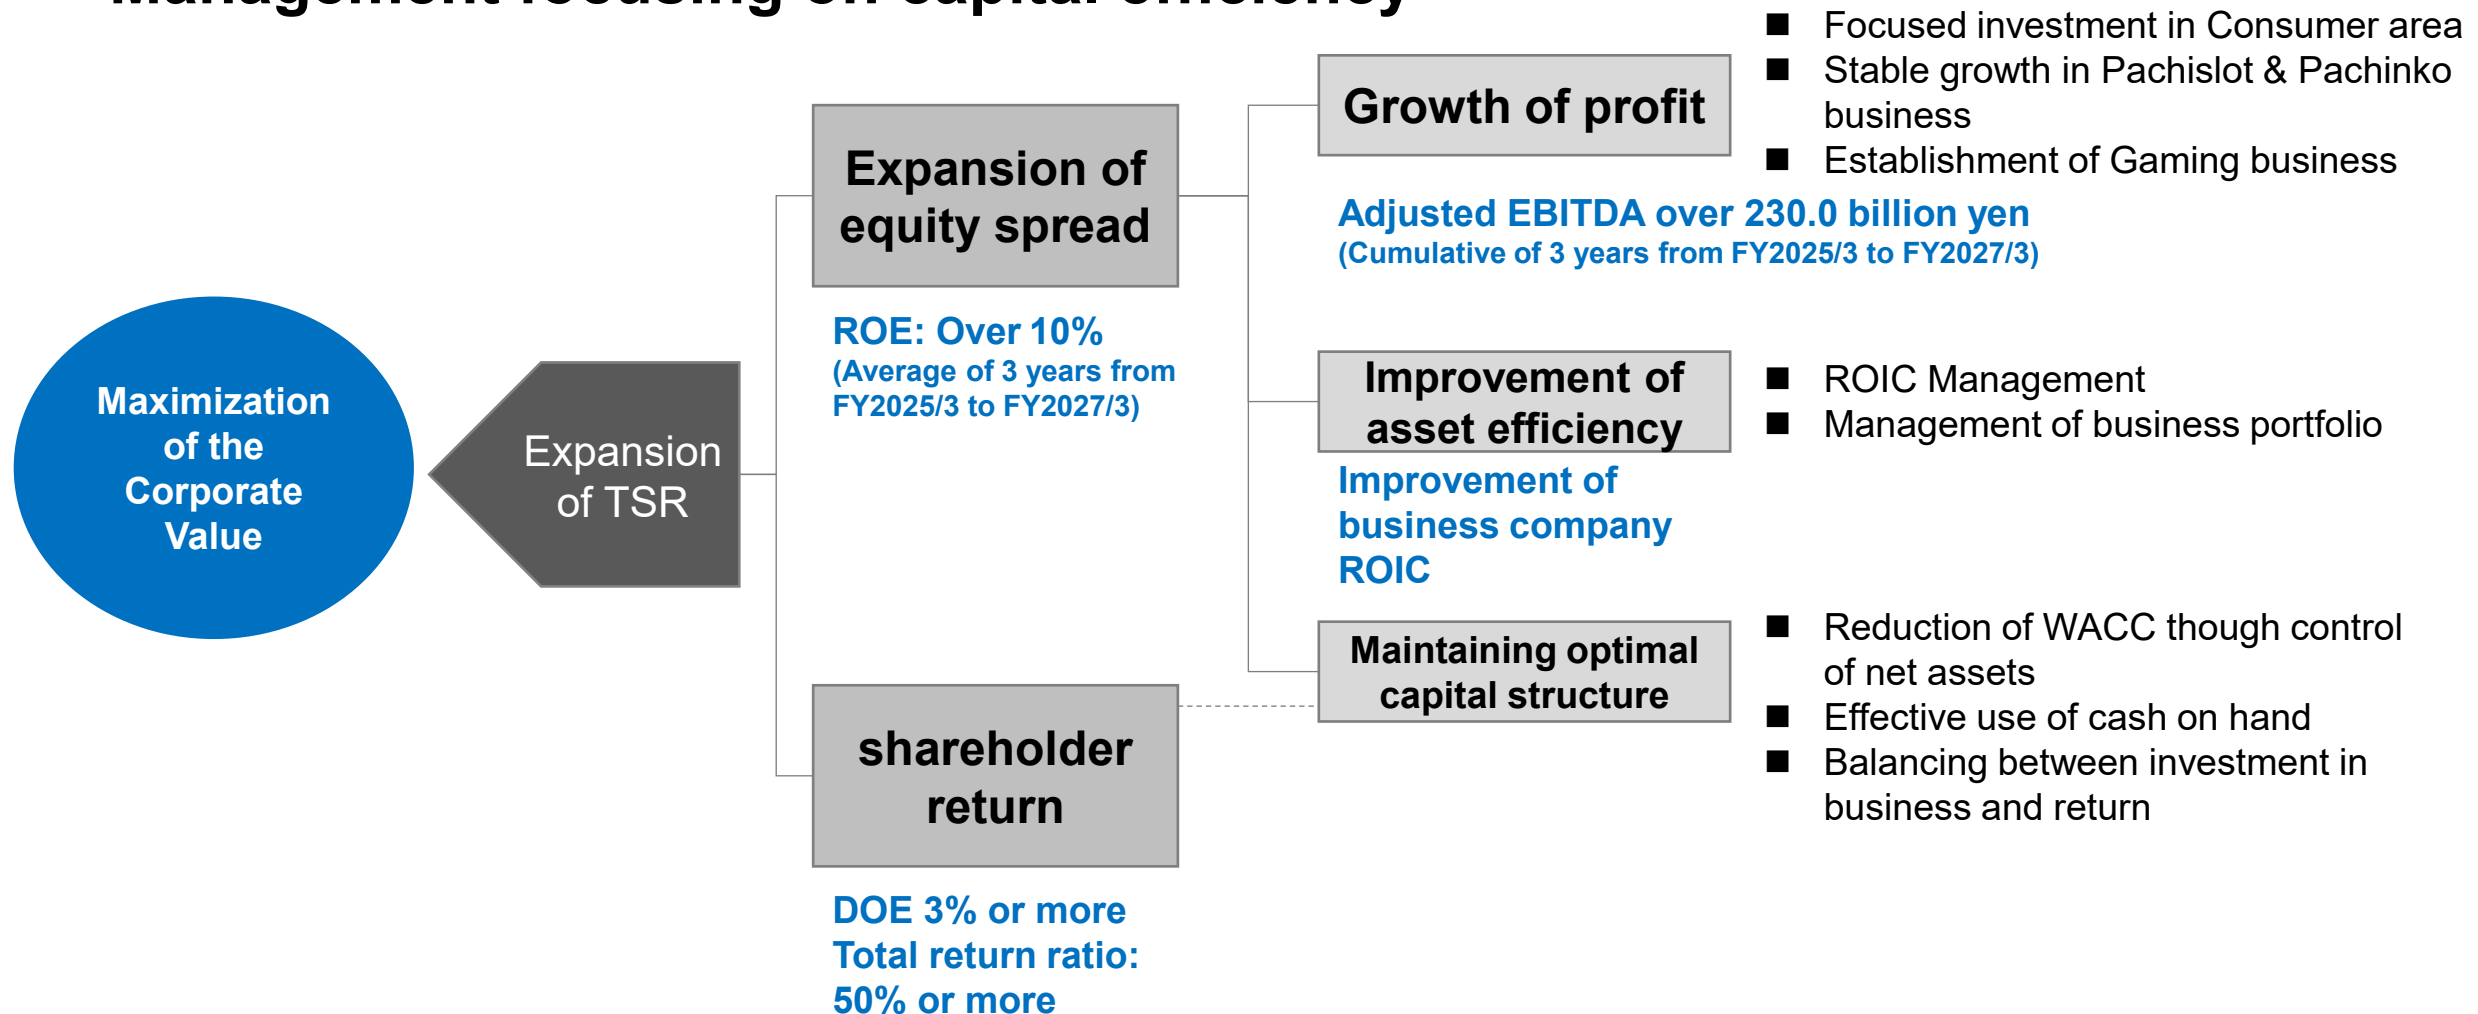 Management focusing on capital efficiency
Focused investment in Consumer area
Stable growth in Pachislot & Pachinko
business
Establishment of Gaming business
Growth of profit
Adjusted EBITDA over 230.0 billion yen
(Cumulative of 3 years from FY2025/3 to FY2027/3)
Expansion of
equity spread
ROE: Over 10%
(Average of 3 years from
FY2025/3 to FY2027/3)
Maximization
of the
Corporate
Value
Expansion
of TSR
Improvement of
asset efficiency
ROIC Management
Management of business portfolio
Improvement of
business company
ROIC
Maintaining optimal
capital structure
Reduction of WACC though control
of net assets
Effective use of cash on hand
Balancing between investment in
business and return
shareholder
return
DOE 3% or more
Total return ratio:
50% or more